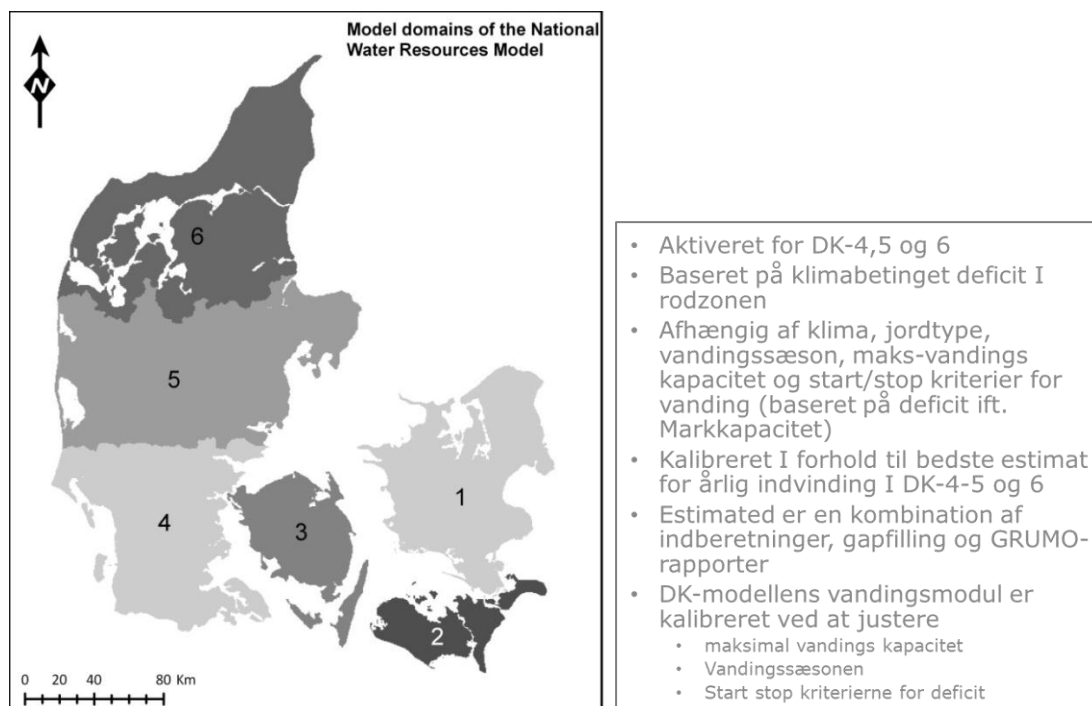 Model domains of the National
Water Resources Model
N
6
5
4
3
1
2
0 20 40 80 Km
• Aktiveret for DK-4,5 og 6
• Baseret på klimabetinget deficit I
rodzonen
• Afhængig af klima, jordtype,
vandingssæson, maks-vandings
kapacitet og start/stop kriterier for
vanding (baseret på deficit ift.
Markkapacitet)
• Kalibreret I forhold til bedste estimat
for årlig indvinding I DK-4-5 og 6
• Estimated er en kombination af
indberetninger, gapfilling og GRUMO-
rapporter
• DK-modellens vandingsmodul er
kalibreret ved at justere
• maksimal vandings kapacitet
• Vandingssæsonen
• Start stop kriterierne for deficit